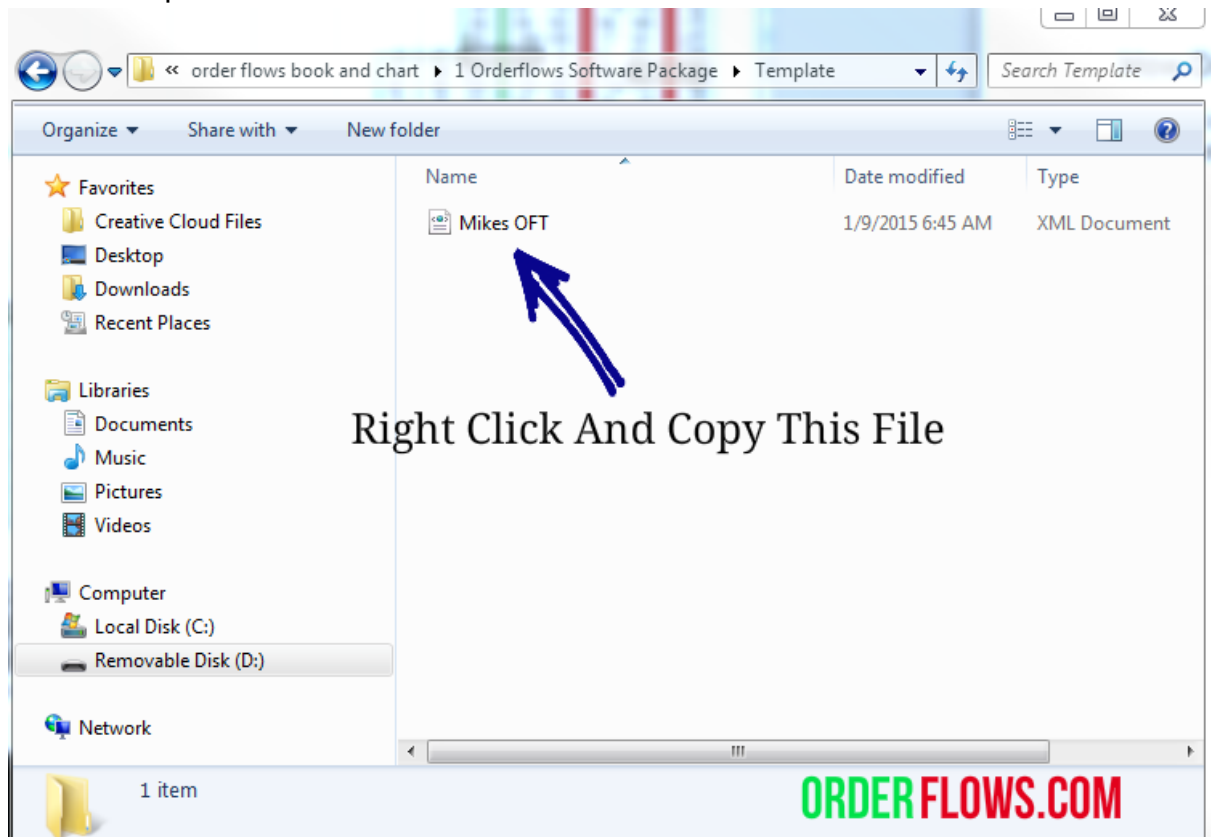 « order flows book and chart ▸ 1 Orderflows Software Package ▸ Template
Search Template
Organize ▾ Share with ▾ New folder
Name Date modified Type
Mikes OFT 1/9/2015 6:45 AM XML Document
Favorites
Creative Cloud Files
Desktop
Downloads
Recent Places
Libraries
Documents
Music
Pictures
Videos
Computer
Local Disk (C:)
Removable Disk (D:)
Network
Right Click And Copy This File
1 item
ORDERFLOWS.COM